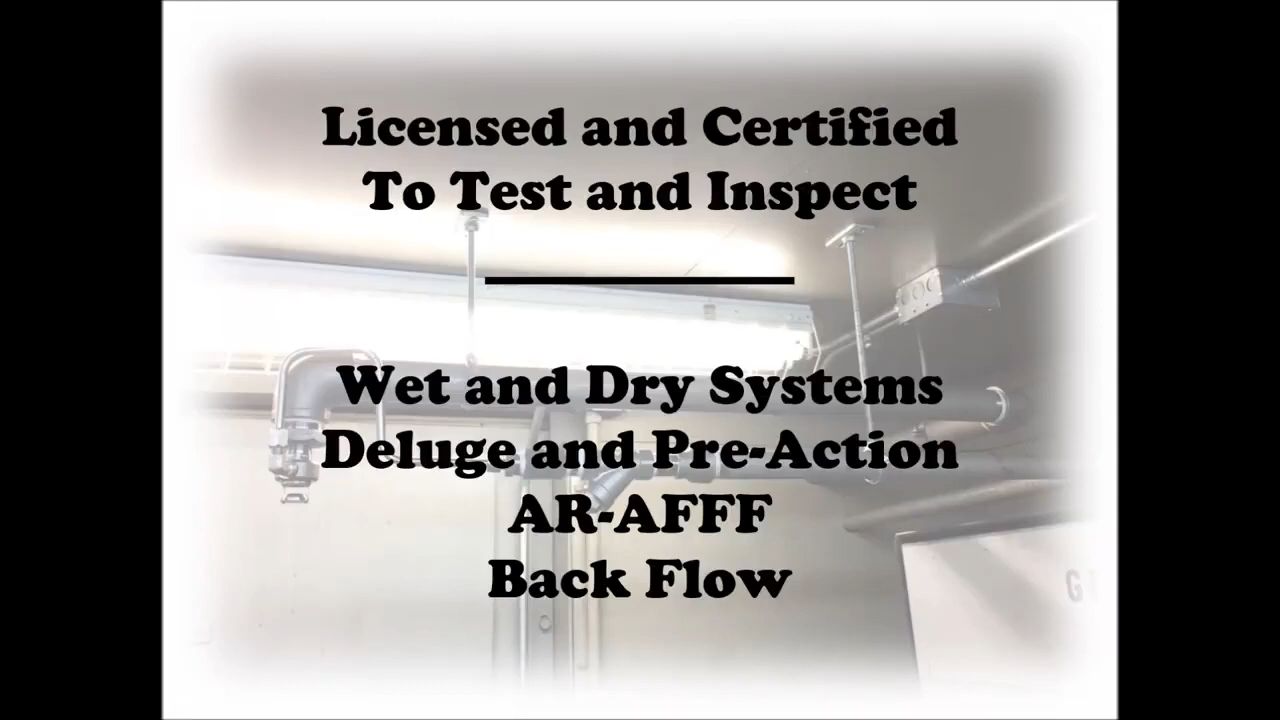 Licensed and Certified
To Test and Inspect
Wet and Dry Systems
Deluge and Pre-Action
AR-AFFF
Back Flow
G